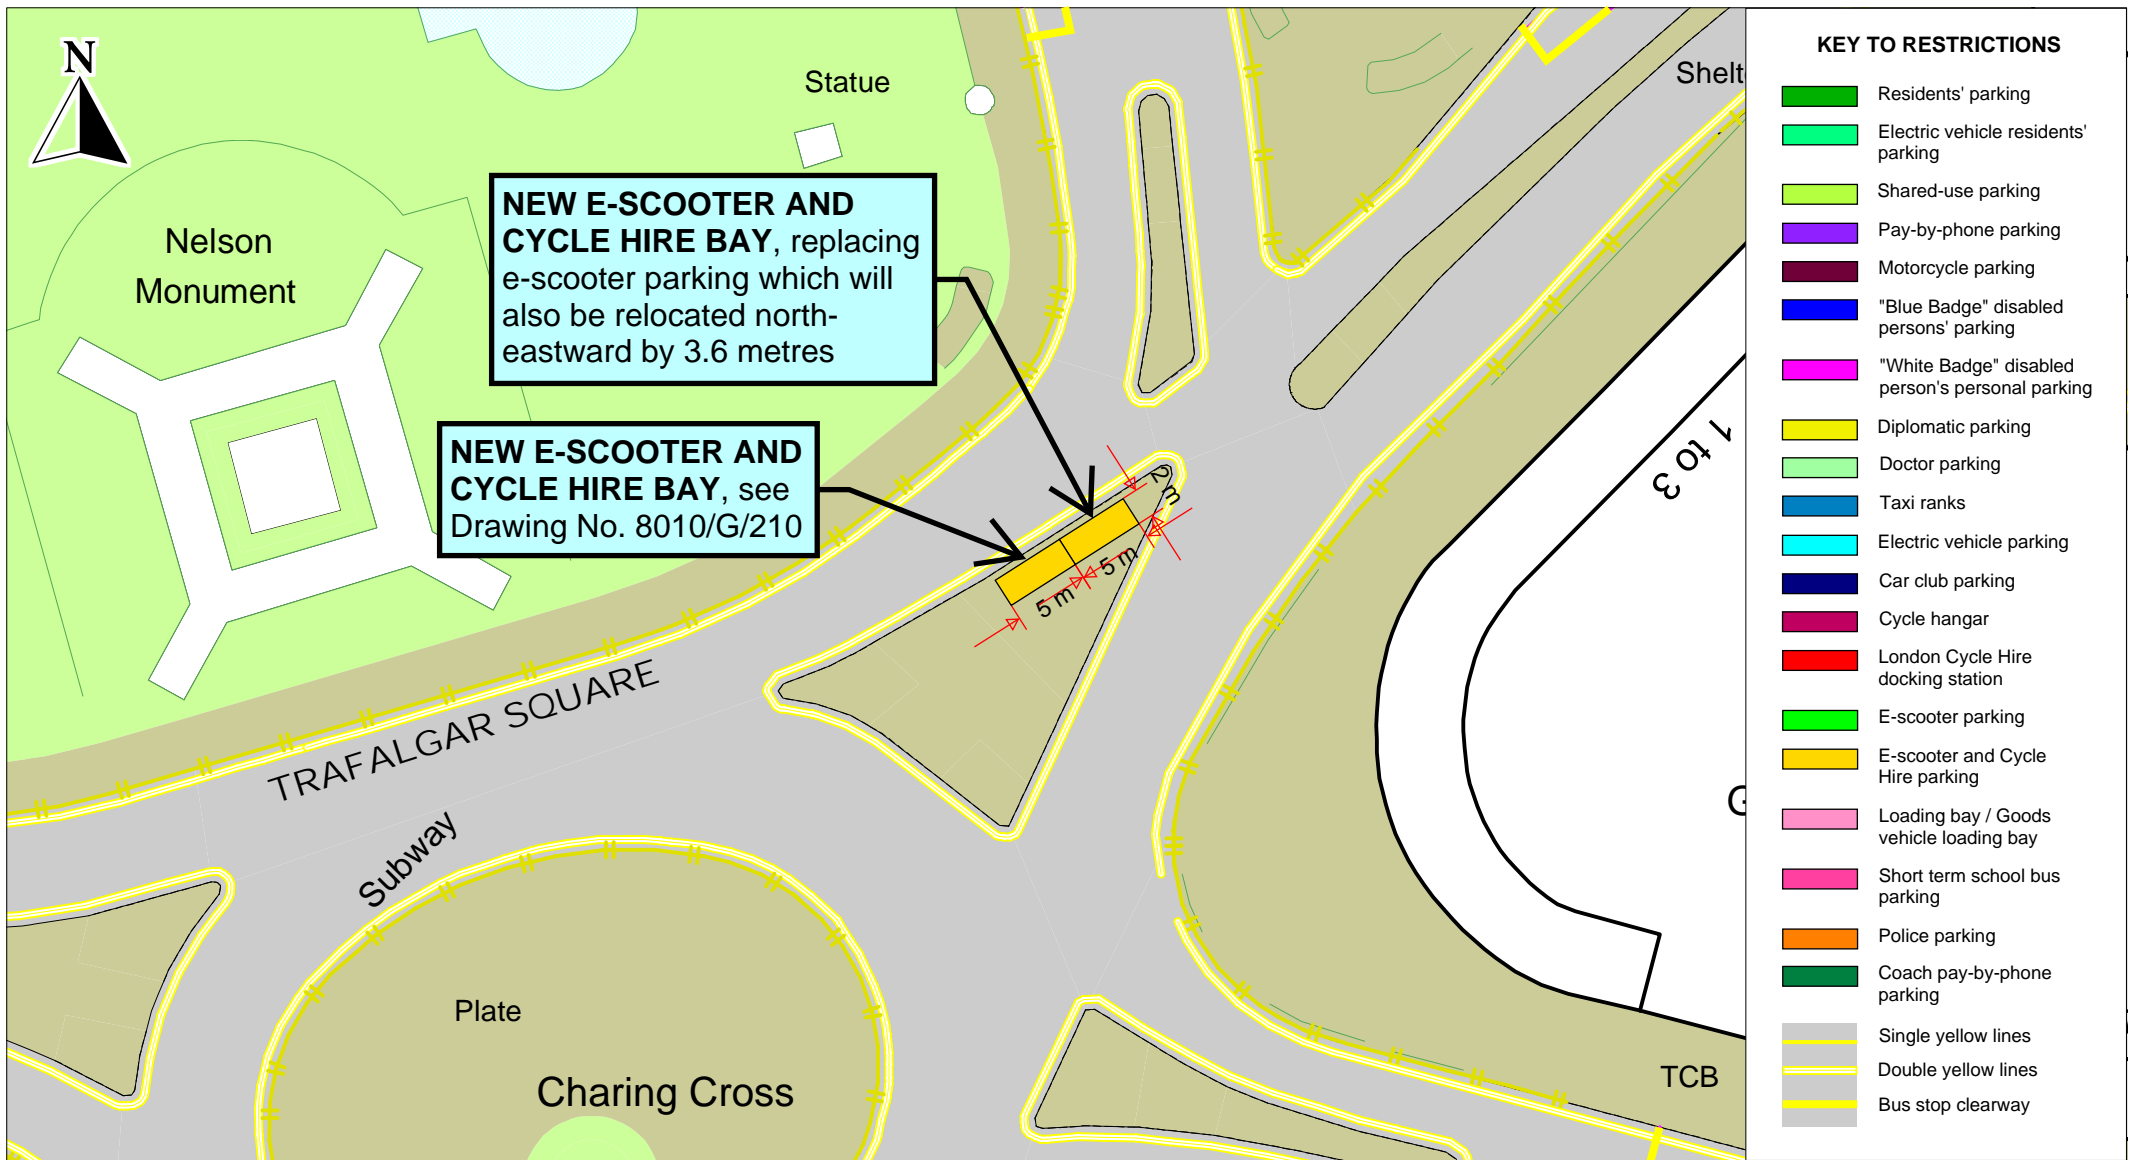 N
Statue
Nelson
Monument
NEW E-SCOOTER AND
CYCLE HIRE BAY, replacing
e-scooter parking which will
also be relocated north-
eastward by 3.6 metres
NEW E-SCOOTER AND
CYCLE HIRE BAY, see
Drawing No. 8010/G/210
2 m
5 m
5 m
TRAFALGAR SQUARE
Subway
Plate
Charing Cross
Shelt
1 to 3
G
TCB
KEY TO RESTRICTIONS
Residents' parking
Electric vehicle residents'
parking
Shared-use parking
Pay-by-phone parking
Motorcycle parking
"Blue Badge" disabled
persons' parking
"White Badge" disabled
person's personal parking
Diplomatic parking
Doctor parking
Taxi ranks
Electric vehicle parking
Car club parking
Cycle hangar
London Cycle Hire
docking station
E-scooter parking
E-scooter and Cycle
Hire parking
Loading bay / Goods
vehicle loading bay
Short term school bus
parking
Police parking
Coach pay-by-phone
parking
Single yellow lines
Double yellow lines
Bus stop clearway